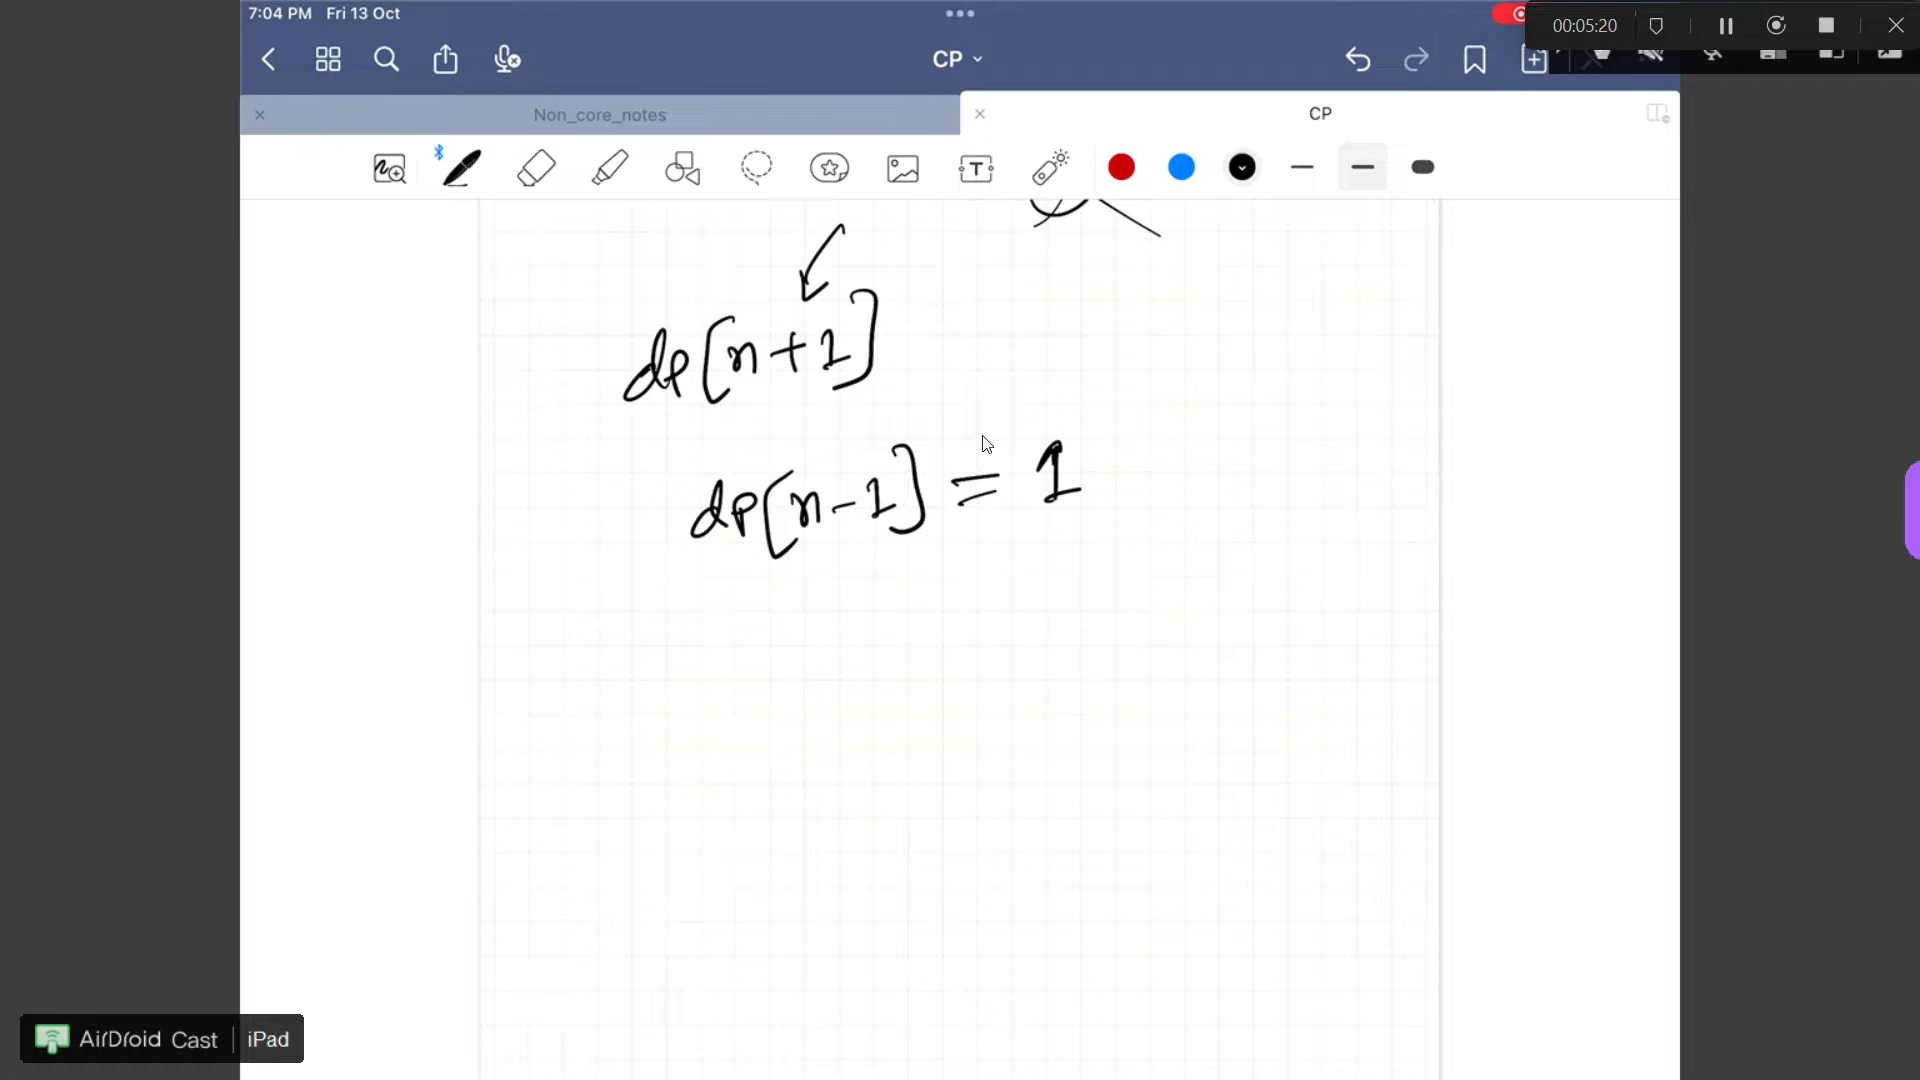 7:04 PM Fri 13 Oct
00:05:20
CP
Non_core_notes
CP
T
dp[n+1]
dp[n-1] = 1
AirDroid Cast | iPad